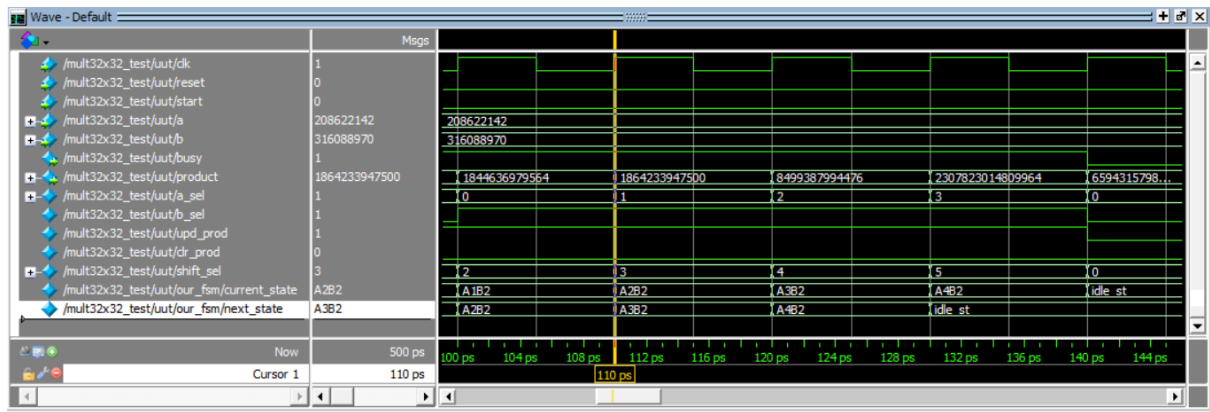 Wave - Default
Msgs
/mult32x32_test/uut/clk 1
/mult32x32_test/uut/reset 0
/mult32x32_test/uut/start 0
/mult32x32_test/uut/a 208622142 208622142
/mult32x32_test/uut/b 316088970 316088970
/mult32x32_test/uut/busy 1
/mult32x32_test/uut/product 1864233947500 1844636979564 1864233947500 8499387994476 2307823014809964 6594315798...
/mult32x32_test/uut/a_sel 1 0 1 2 3 0
/mult32x32_test/uut/b_sel 1
/mult32x32_test/uut/upd_prod 1
/mult32x32_test/uut/clr_prod 0
/mult32x32_test/uut/shift_sel 3 2 3 4 5 0
/mult32x32_test/uut/our_fsm/current_state A2B2 A1B2 A2B2 A3B2 A4B2 idle_st
/mult32x32_test/uut/our_fsm/next_state A3B2 A2B2 A3B2 A4B2 idle_st
Now 500 ps 100 ps 104 ps 108 ps 112 ps 116 ps 120 ps 124 ps 128 ps 132 ps 136 ps 140 ps 144 ps
Cursor 1 110 ps 110 ps